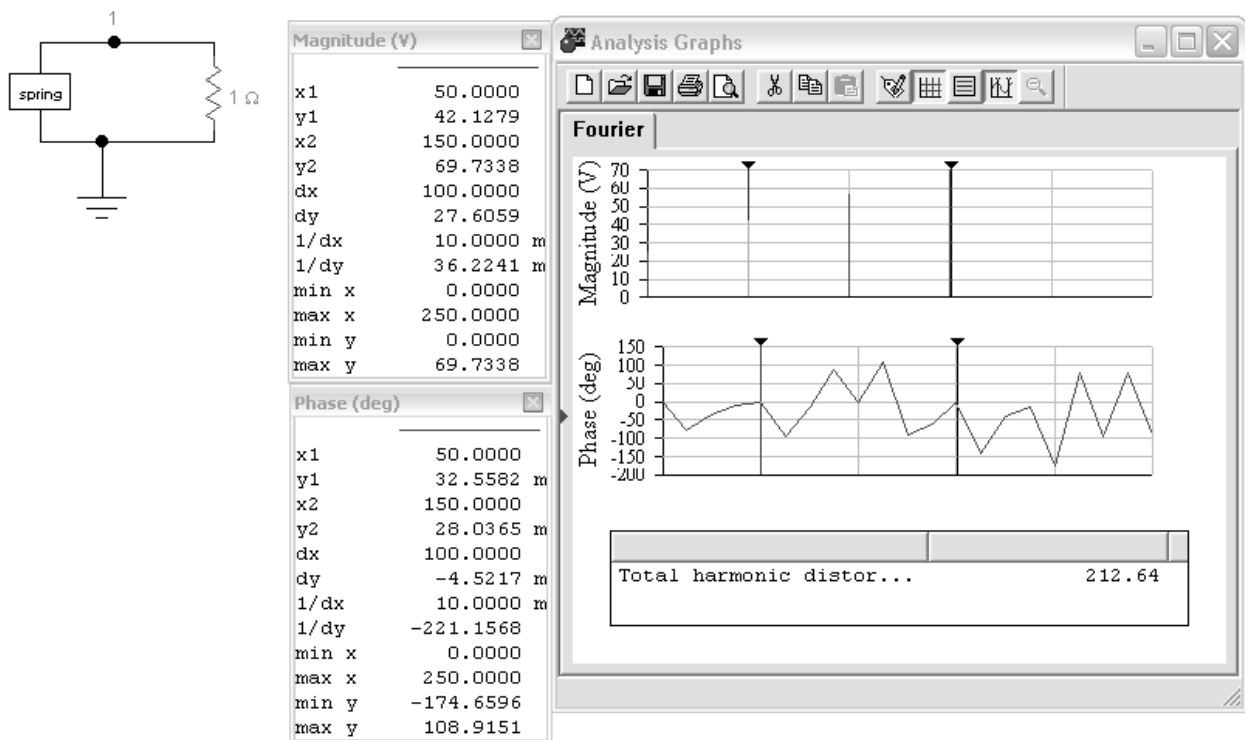 1
spring
1 Ω
Magnitude (V)
x1 50.0000
y1 42.1279
x2 150.0000
y2 69.7338
dx 100.0000
dy 27.6059
1/dx 10.0000 m
1/dy 36.2241 m
min x 0.0000
max x 250.0000
min y 0.0000
max y 69.7338
Phase (deg)
x1 50.0000
y1 32.5582 m
x2 150.0000
y2 28.0365 m
dx 100.0000
dy -4.5217 m
1/dx 10.0000 m
1/dy -221.1568
min x 0.0000
max x 250.0000
min y -174.6596
max y 108.9151
Analysis Graphs
Fourier
Magnitude (V)
70
60
50
40
30
20
10
0
Phase (deg)
150
100
50
0
-50
-100
-150
-200
Total harmonic distor... 212.64